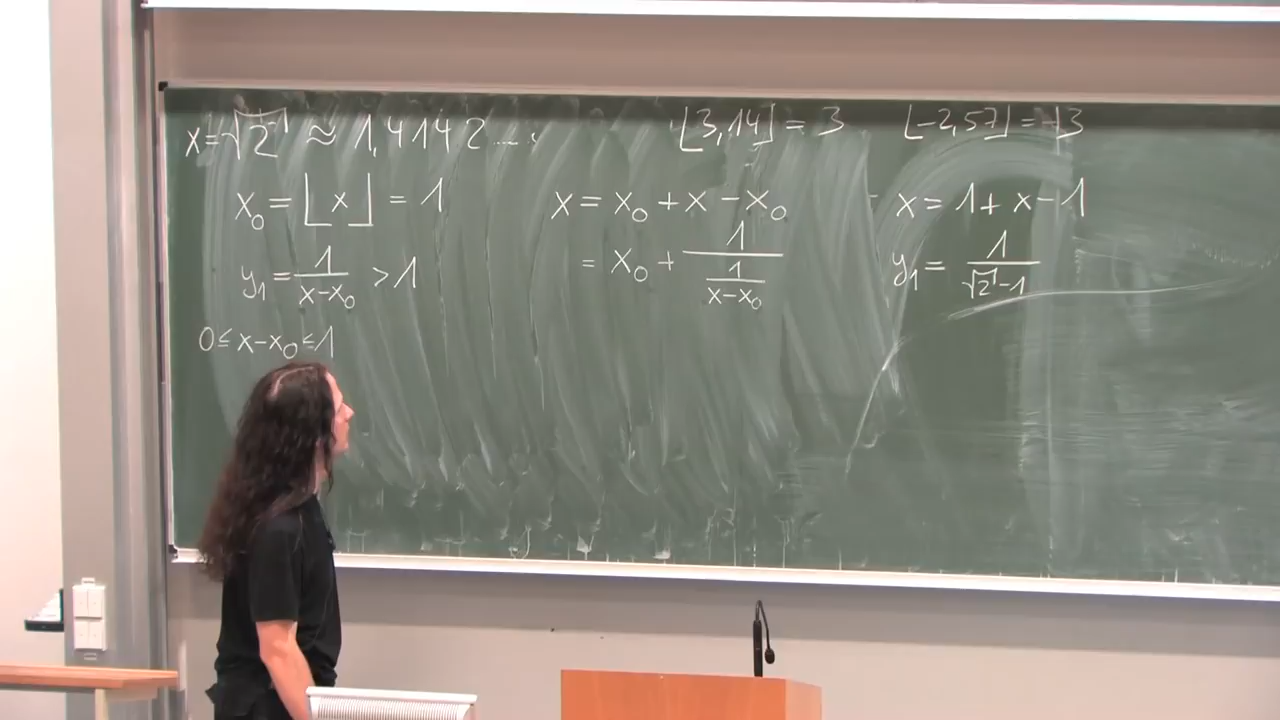 x = √2 ≈ 1,4142...
⌊3,14⌋ = 3
⌊-2,57⌋ = -3
x₀ = ⌊x⌋ = 1
x = x₀ + x - x₀
x = 1 + x - 1
y₁ = 1/(x-x₀) > 1
= x₀ + 1/(1/(x-x₀))
y₁ = 1/(√2-1)
0 ≤ x-x₀ ≤ 1